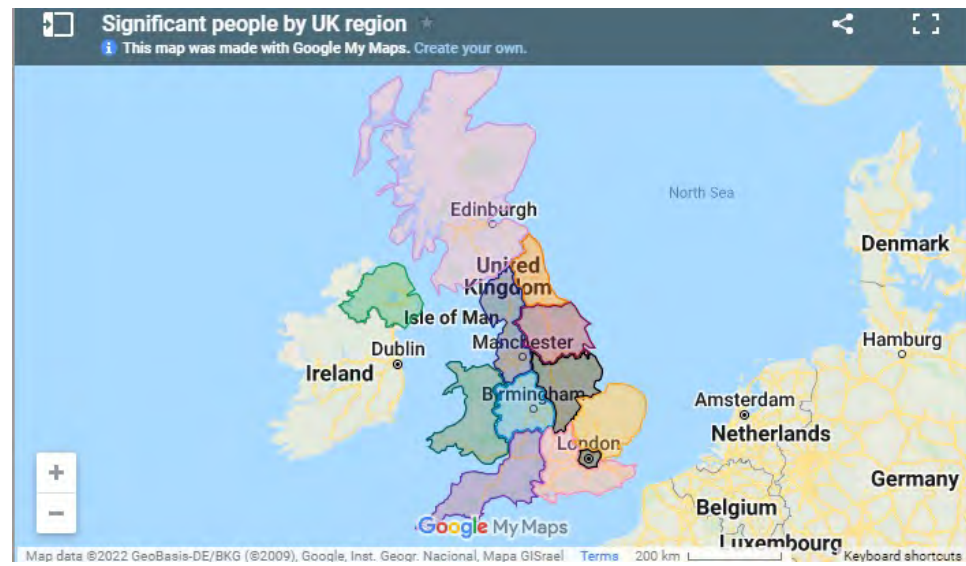 Significant people by UK region
i This map was made with Google My Maps. Create your own.
North Sea
Edinburgh
Denmark
United
Kingdom
Isle of Man
Hamburg
Dublin
Manchester
Ireland
Birmingham
Amsterdam
Netherlands
London
+
Germany
−
Belgium
Google My Maps
Luxembourg
Map data ©2022 GeoBasis-DE/BKG (©2009), Google, Inst. Geogr. Nacional, Mapa GISrael Terms 200 km Keyboard shortcuts